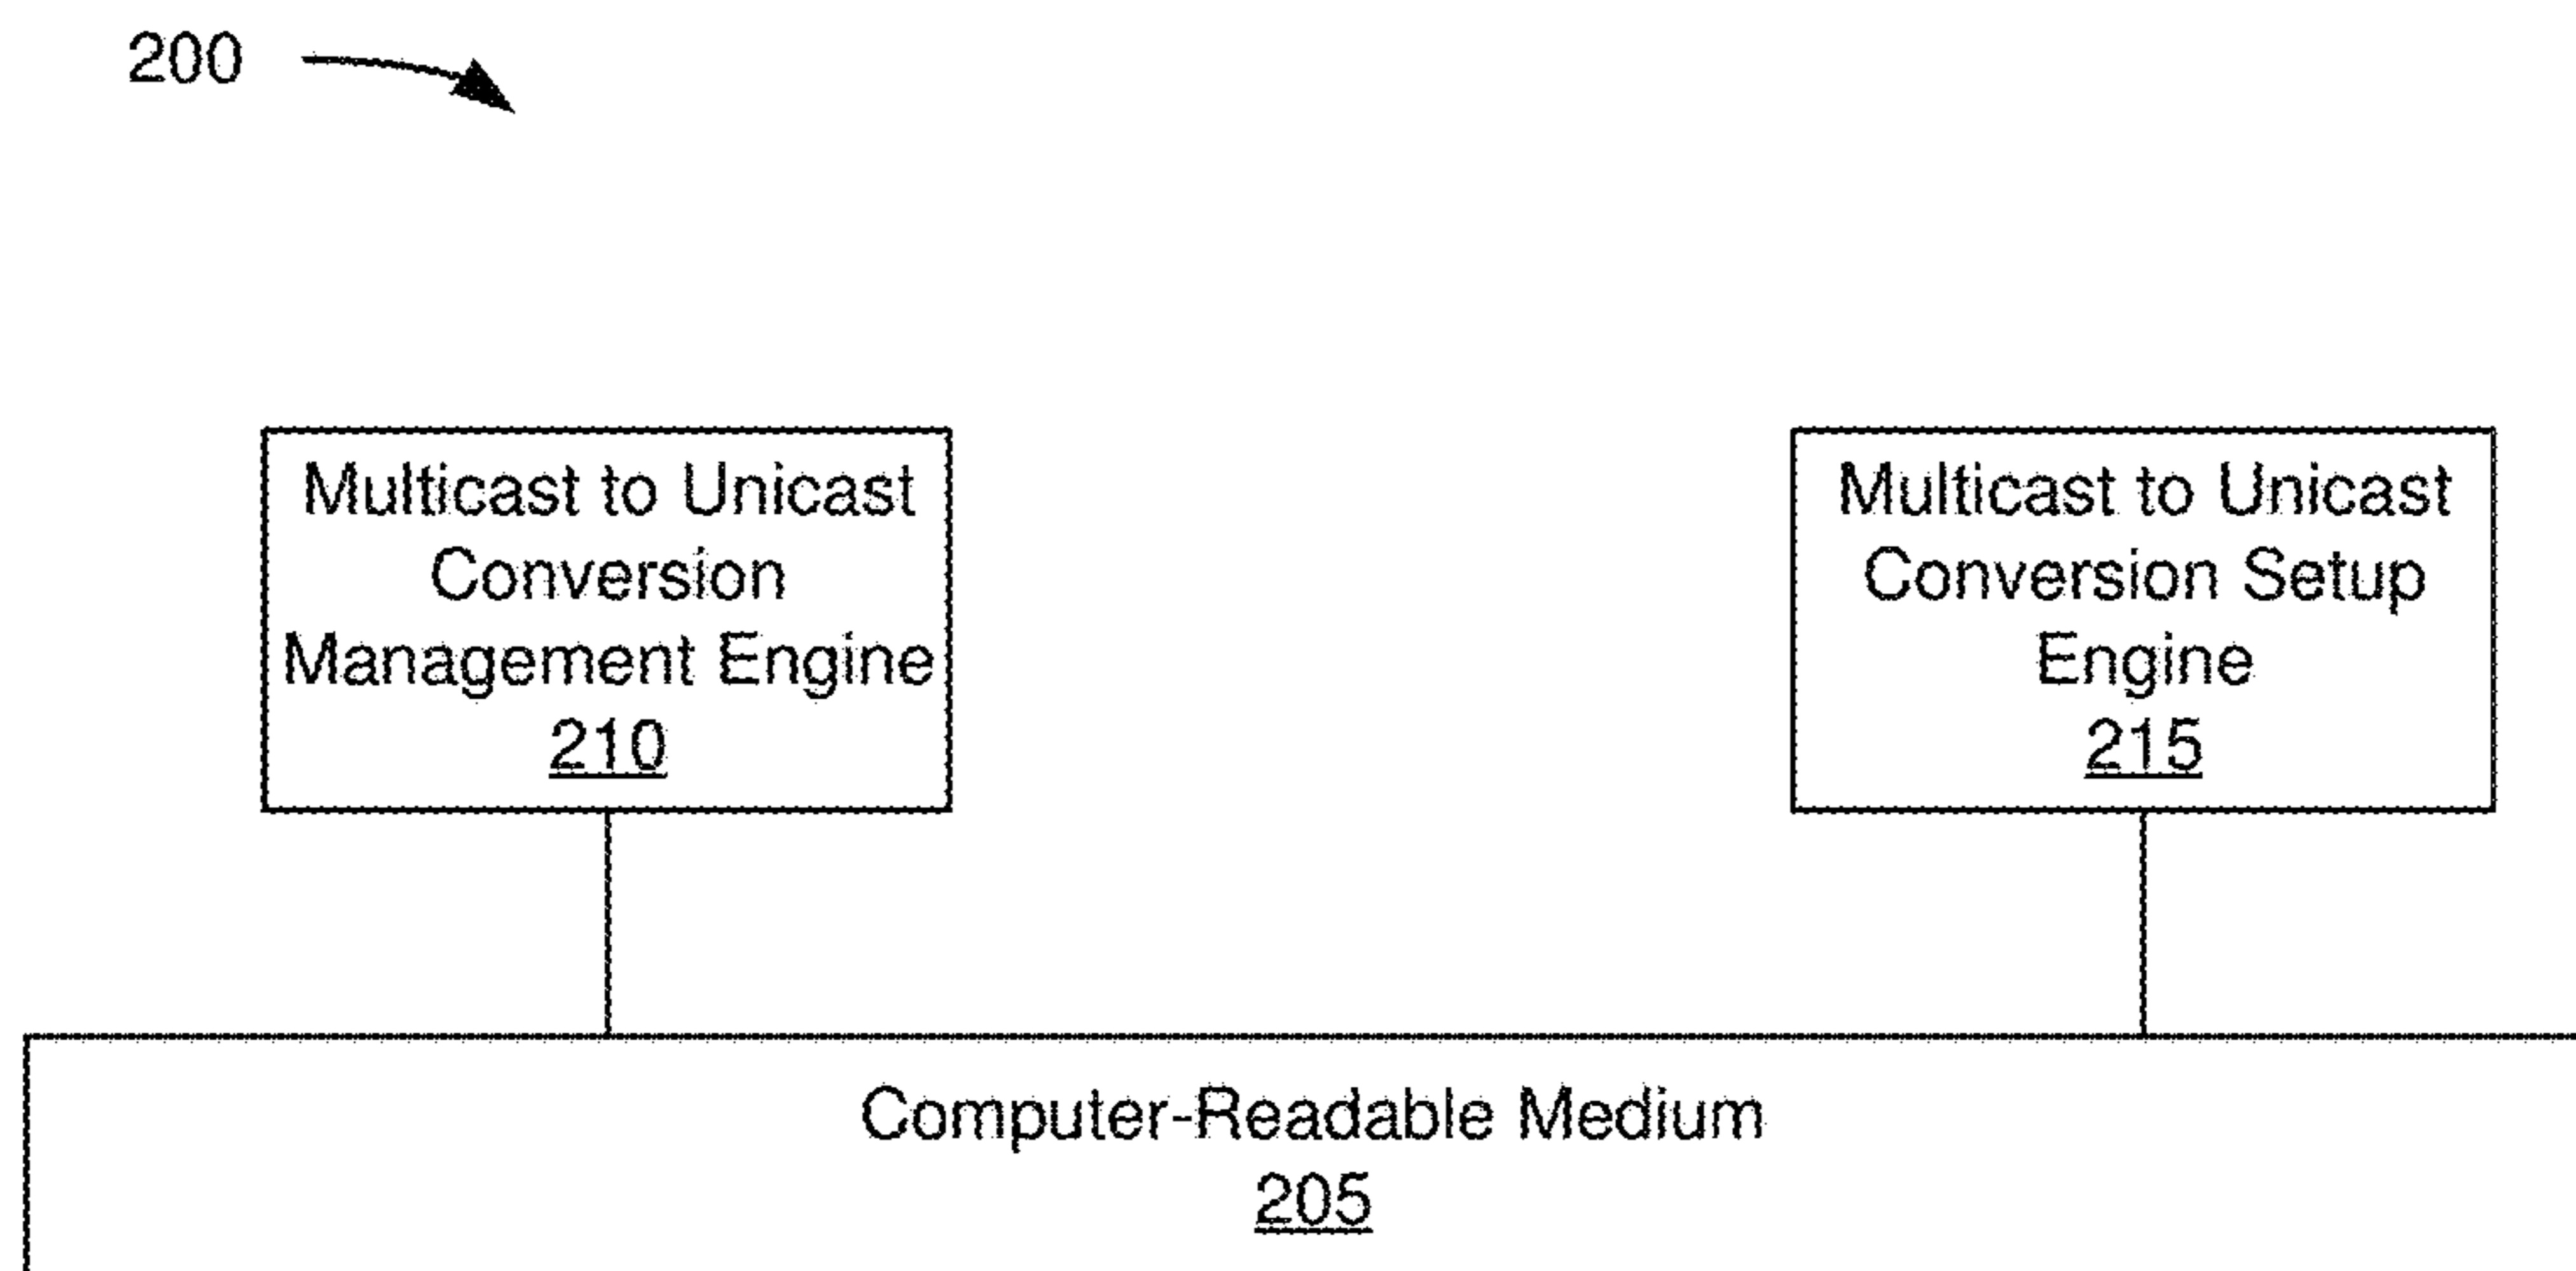 200
Multicast to Unicast
Conversion
Management Engine
210
Multicast to Unicast
Conversion Setup
Engine
215
Computer-Readable Medium
205